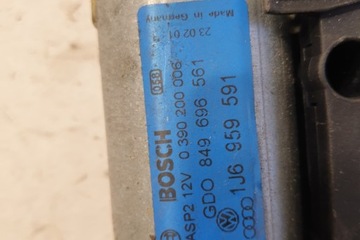 Made in Germany
23 02 01
058
BOSCH
ASP2 12V 0 390 200 006
GDO 849 696 561
1J6 959 591